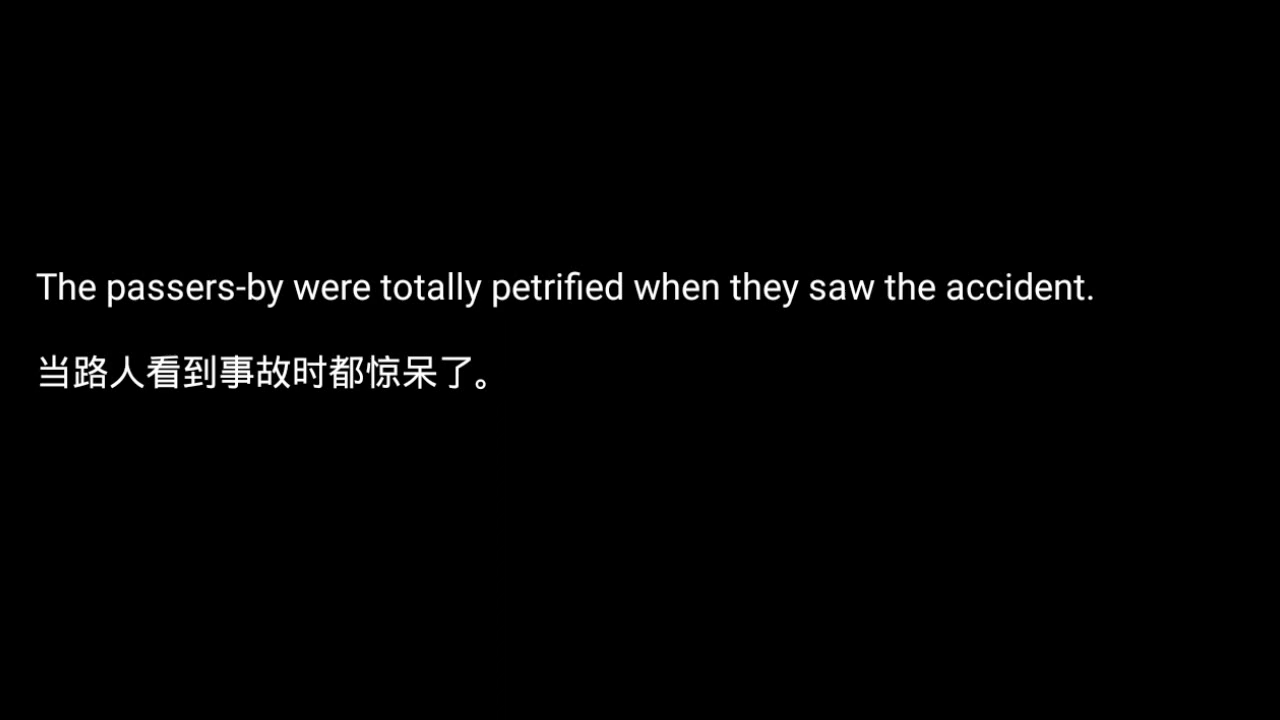 The passers-by were totally petrified when they saw the accident.
当路人看到事故时都惊呆了。